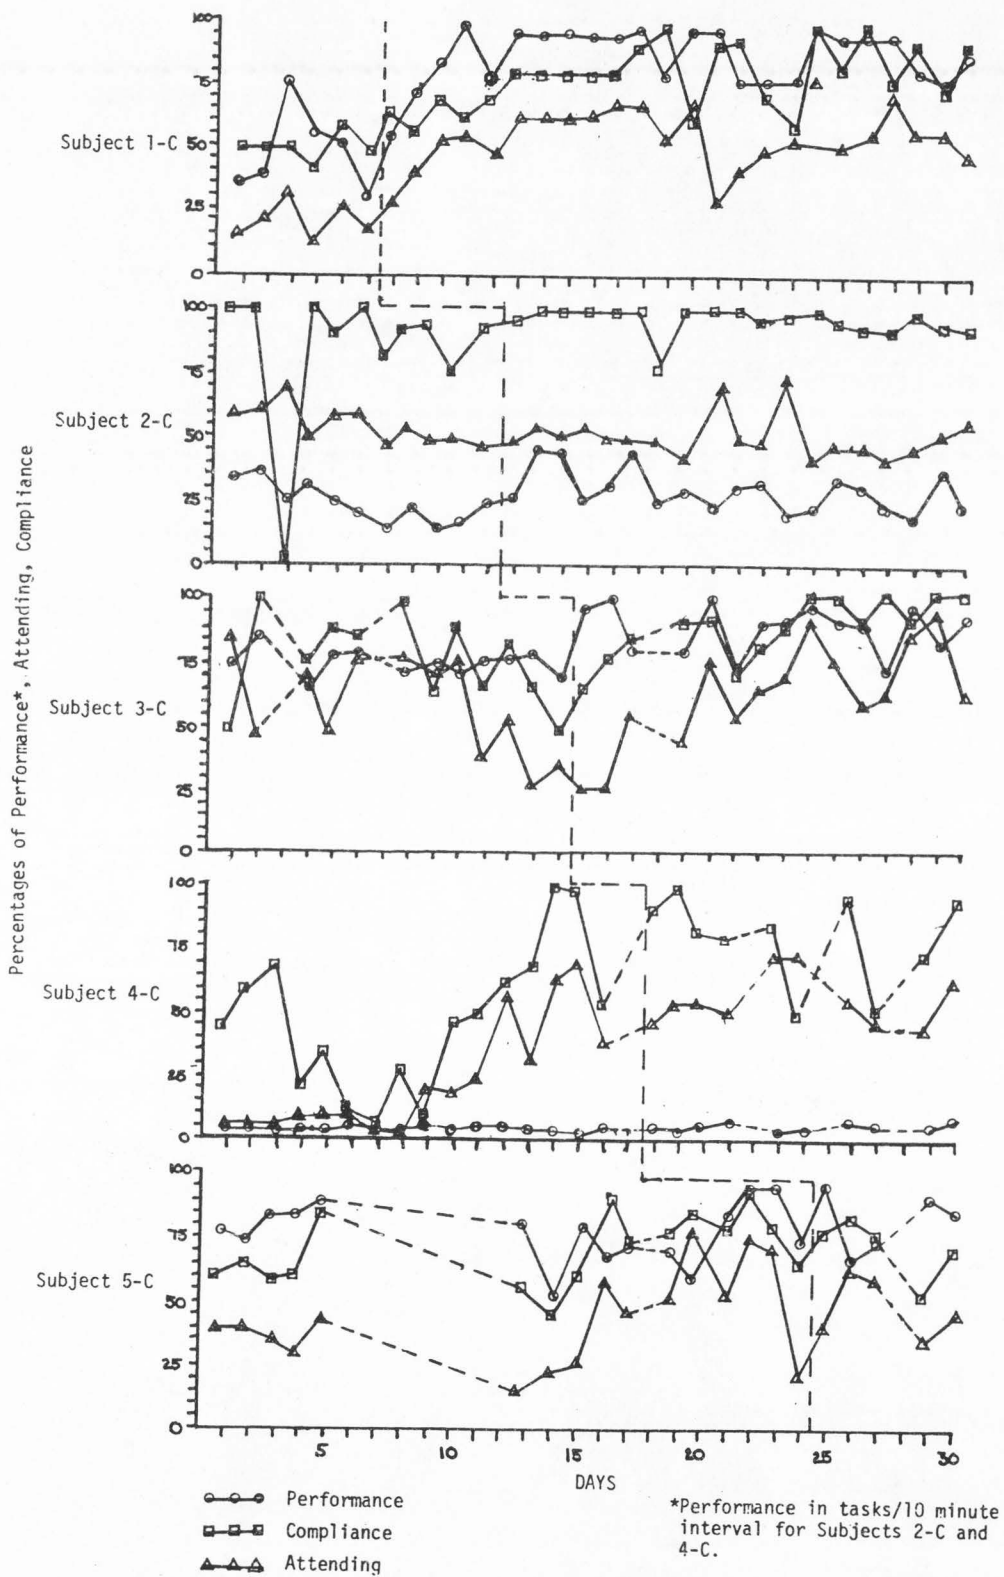 Percentages of Performance*, Attending, Compliance
Subject 1-C
100
75
50
25
0
Subject 2-C
100
75
50
25
0
Subject 3-C
100
75
50
25
0
Subject 4-C
100
75
50
25
0
Subject 5-C
100
75
50
25
0
5
10
15
20
25
30
DAYS
Performance
Compliance
Attending
*Performance in tasks/10 minute
interval for Subjects 2-C and
4-C.